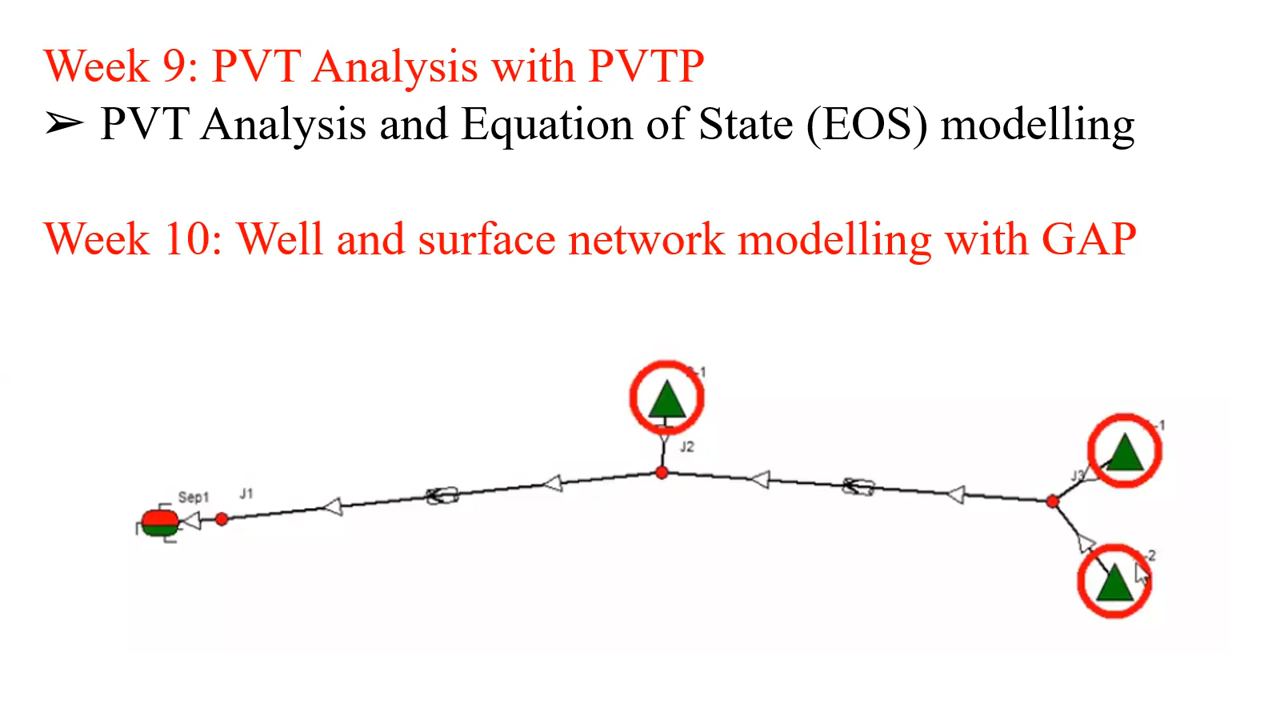 Week 9: PVT Analysis with PVTP
➢ PVT Analysis and Equation of State (EOS) modelling
Week 10: Well and surface network modelling with GAP
J2
J3
Sep1
J1